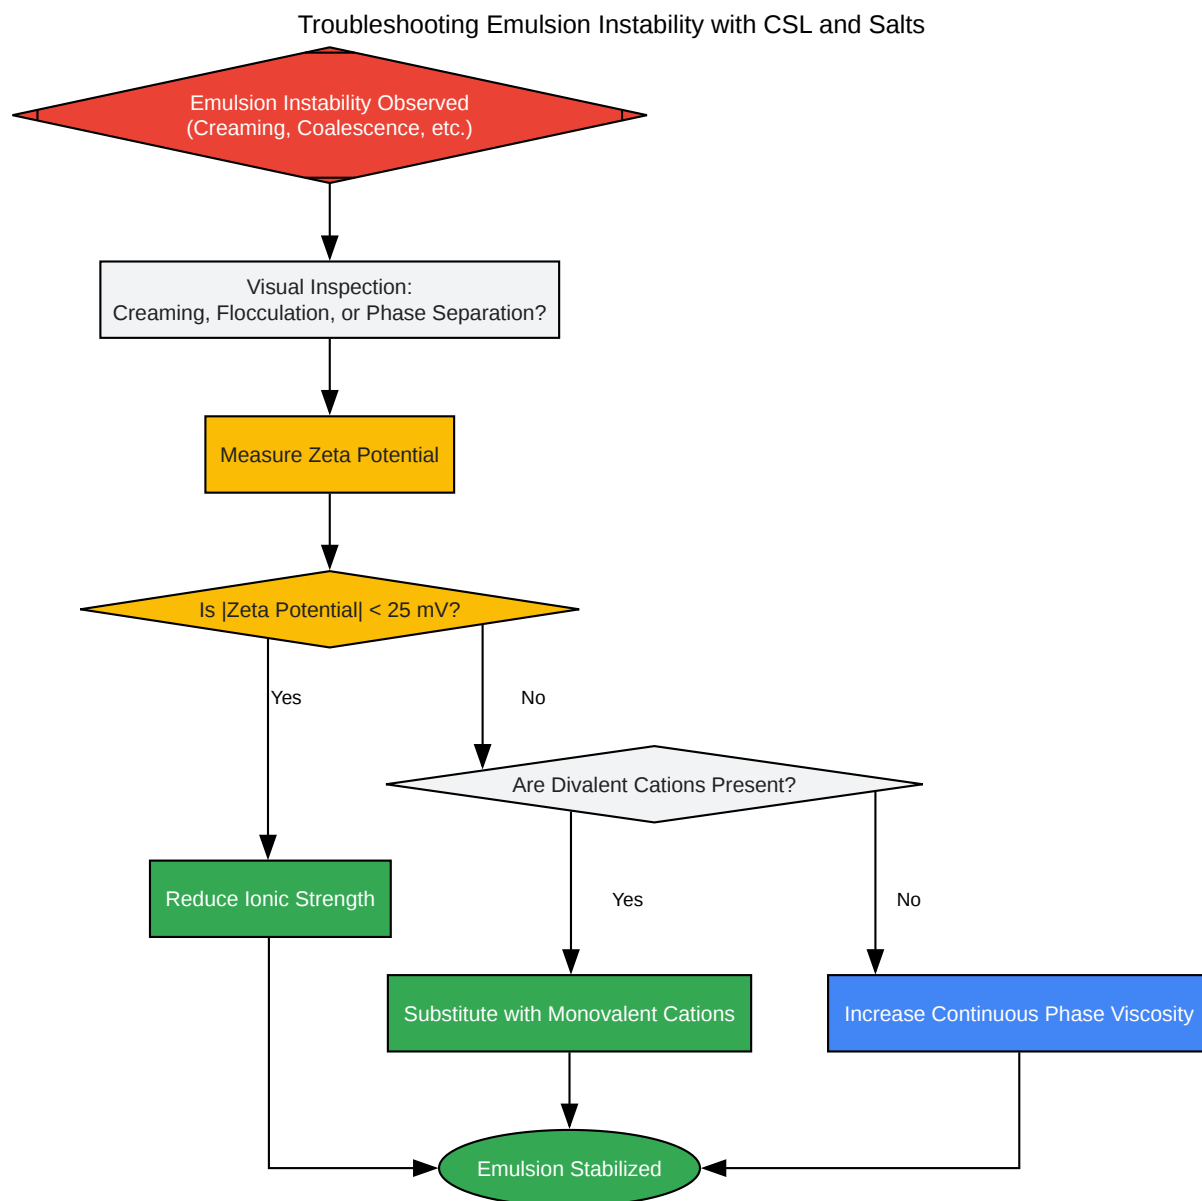 Troubleshooting Emulsion Instability with CSL and Salts
Emulsion Instability Observed
(Creaming, Coalescence, etc.)
Visual Inspection:
Creaming, Flocculation, or Phase Separation?
Measure Zeta Potential
Is |Zeta Potential| < 25 mV?
Yes
No
Are Divalent Cations Present?
Reduce Ionic Strength
Yes
No
Substitute with Monovalent Cations
Increase Continuous Phase Viscosity
Emulsion Stabilized